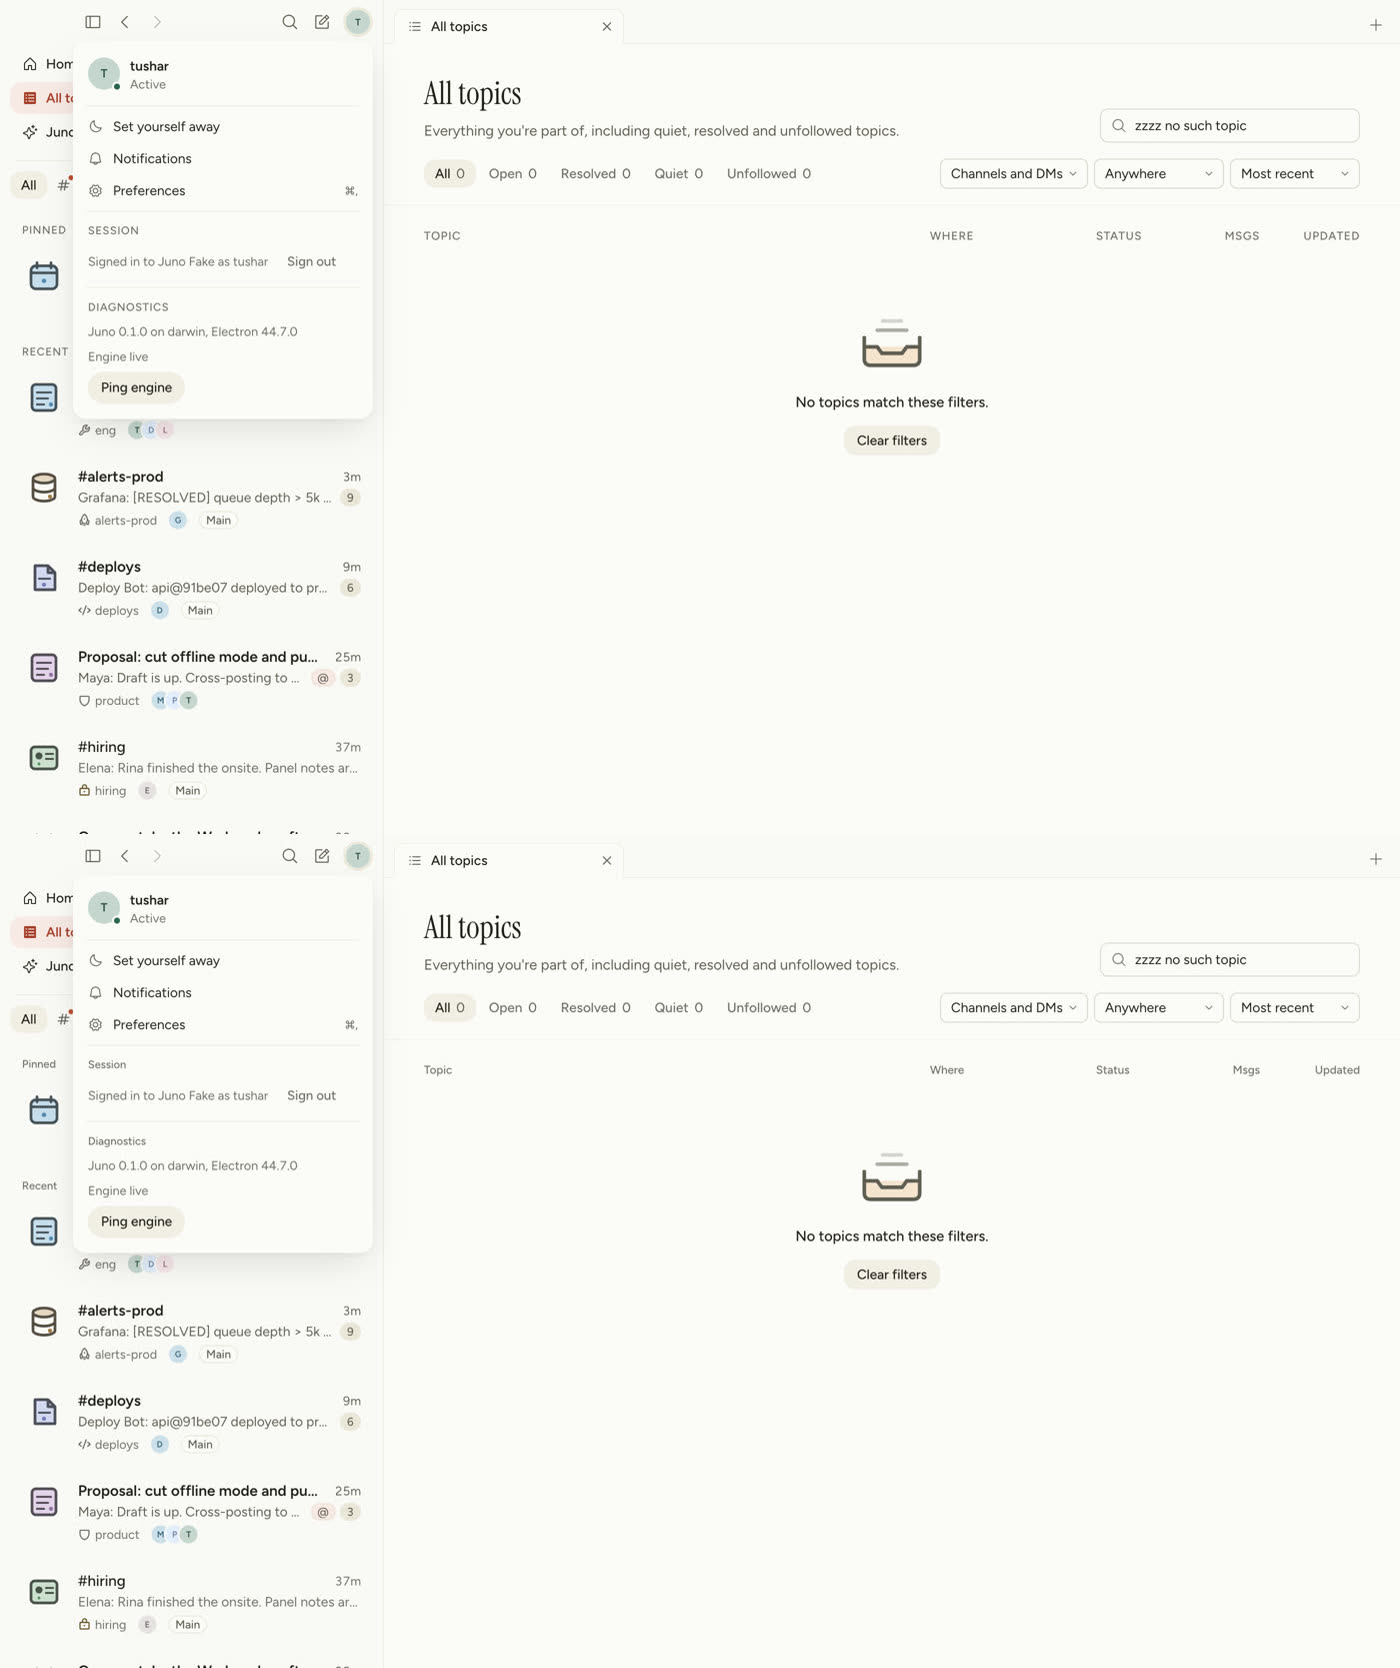 T
All topics
Hom
tushar
Active
All to
Juno
Set yourself away
Notifications
Preferences ⌘,
All #
PINNED
SESSION
Signed in to Juno Fake as tushar Sign out
DIAGNOSTICS
Juno 0.1.0 on darwin, Electron 44.7.0
RECENT
Engine live
Ping engine
eng T D L
#alerts-prod 3m
Grafana: [RESOLVED] queue depth > 5k ... 9
alerts-prod G Main
#deploys 9m
Deploy Bot: api@91be07 deployed to pr... 6
</> deploys D Main
Proposal: cut offline mode and pu... 25m
Maya: Draft is up. Cross-posting to ... @ 3
product M P T
#hiring 37m
Elena: Rina finished the onsite. Panel notes ar...
hiring E Main
All topics
Everything you're part of, including quiet, resolved and unfollowed topics.
zzzz no such topic
All 0 Open 0 Resolved 0 Quiet 0 Unfollowed 0
Channels and DMs Anywhere Most recent
TOPIC WHERE STATUS MSGS UPDATED
No topics match these filters.
Clear filters
T
All topics
Hom
tushar
Active
All to
Juno
Set yourself away
Notifications
Preferences ⌘,
All #
Pinned
Session
Signed in to Juno Fake as tushar Sign out
Diagnostics
Juno 0.1.0 on darwin, Electron 44.7.0
Recent
Engine live
Ping engine
eng T D L
#alerts-prod 3m
Grafana: [RESOLVED] queue depth > 5k ... 9
alerts-prod G Main
#deploys 9m
Deploy Bot: api@91be07 deployed to pr... 6
</> deploys D Main
Proposal: cut offline mode and pu... 25m
Maya: Draft is up. Cross-posting to ... @ 3
product M P T
#hiring 37m
Elena: Rina finished the onsite. Panel notes ar...
hiring E Main
All topics
Everything you're part of, including quiet, resolved and unfollowed topics.
zzzz no such topic
All 0 Open 0 Resolved 0 Quiet 0 Unfollowed 0
Channels and DMs Anywhere Most recent
Topic Where Status Msgs Updated
No topics match these filters.
Clear filters